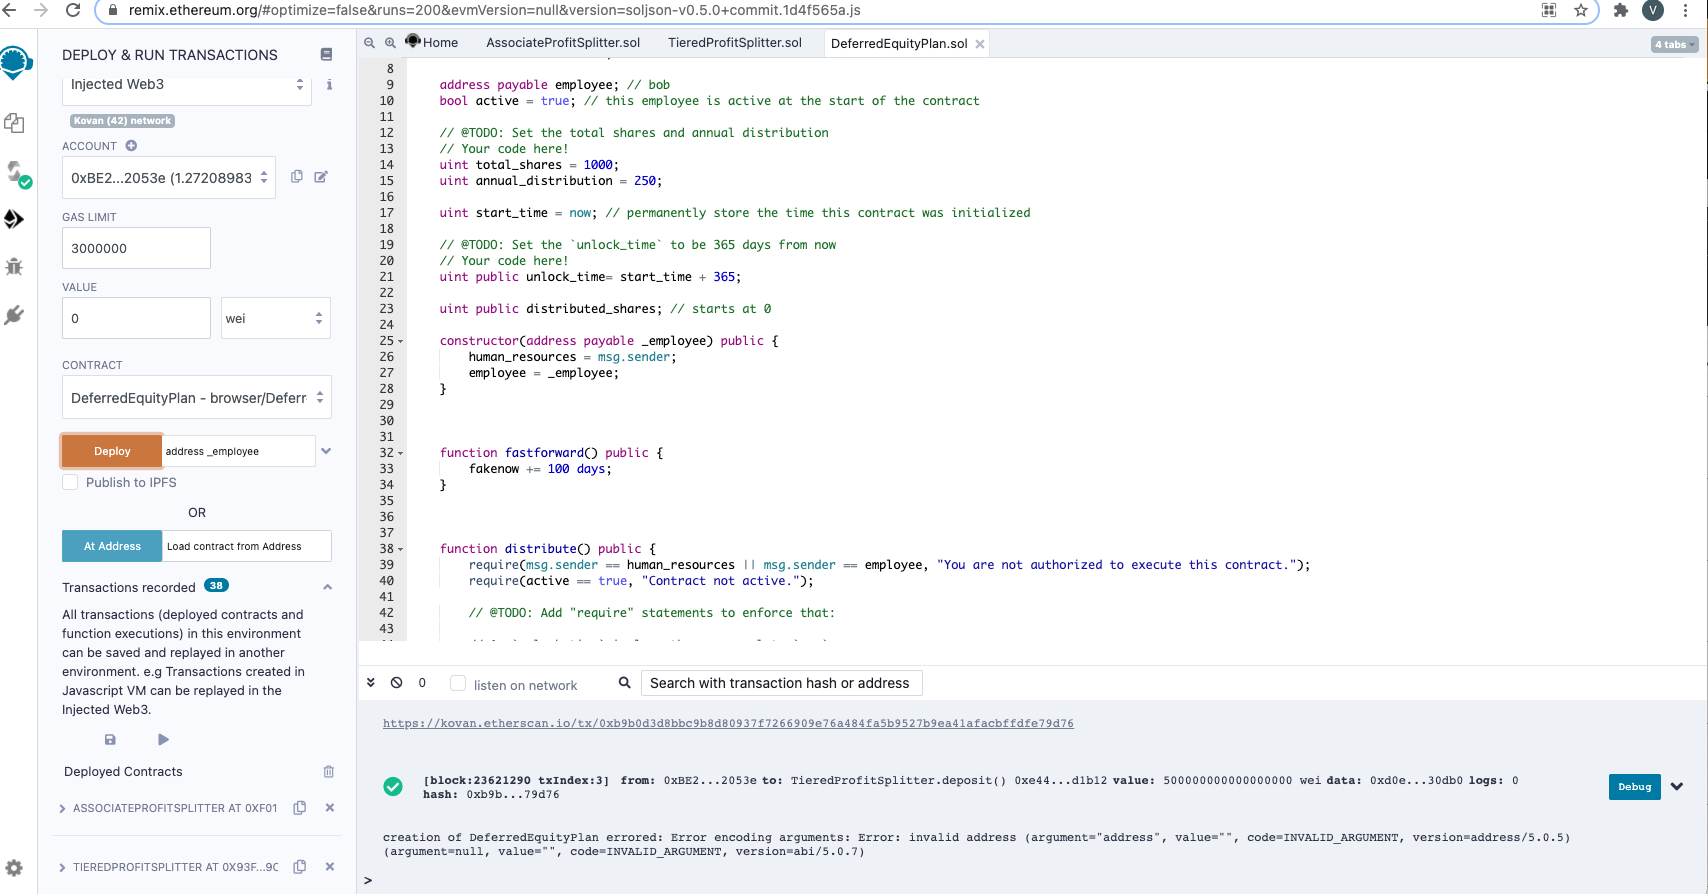 remix.ethereum.org/#optimize=false&runs=200&evmVersion=null&version=soljson-v0.5.0+commit.1d4f565a.js
V
DEPLOY & RUN TRANSACTIONS
Injected Web3
i
Kovan (42) network
ACCOUNT
0xBE2...2053e (1.27208983
GAS LIMIT
3000000
VALUE
0
wei
CONTRACT
DeferredEquityPlan - browser/Deferr
Deploy
address _employee
Publish to IPFS
OR
At Address
Load contract from Address
Transactions recorded 38
All transactions (deployed contracts and
function executions) in this environment
can be saved and replayed in another
environment. e.g Transactions created in
Javascript VM can be replayed in the
Injected Web3.
Deployed Contracts
ASSOCIATEPROFITSPLITTER AT 0XF01
TIEREDPROFITSPLITTER AT 0X93F...9C
Home AssociateProfitSplitter.sol TieredProfitSplitter.sol DeferredEquityPlan.sol
4 tabs
8
9 address payable employee; // bob
10 bool active = true; // this employee is active at the start of the contract
11
12 // @TODO: Set the total shares and annual distribution
13 // Your code here!
14 uint total_shares = 1000;
15 uint annual_distribution = 250;
16
17 uint start_time = now; // permanently store the time this contract was initialized
18
19 // @TODO: Set the `unlock_time` to be 365 days from now
20 // Your code here!
21 uint public unlock_time= start_time + 365;
22
23 uint public distributed_shares; // starts at 0
24
25 constructor(address payable _employee) public {
26 human_resources = msg.sender;
27 employee = _employee;
28 }
29
30
31
32 function fastforward() public {
33 fakenow += 100 days;
34 }
35
36
37
38 function distribute() public {
39 require(msg.sender == human_resources || msg.sender == employee, "You are not authorized to execute this contract.");
40 require(active == true, "Contract not active.");
41
42 // @TODO: Add "require" statements to enforce that:
43
0
listen on network
Search with transaction hash or address
https://kovan.etherscan.io/tx/0xb9b0d3d8bbc9b8d80937f7266909e76a484fa5b9527b9ea41afacbffdfe79d76
[block:23621290 txIndex:3] from: 0xBE2...2053e to: TieredProfitSplitter.deposit() 0xe44...d1b12 value: 500000000000000000 wei data: 0xd0e...30db0 logs: 0
hash: 0xb9b...79d76
Debug
creation of DeferredEquityPlan errored: Error encoding arguments: Error: invalid address (argument="address", value="", code=INVALID_ARGUMENT, version=address/5.0.5)
(argument=null, value="", code=INVALID_ARGUMENT, version=abi/5.0.7)
>